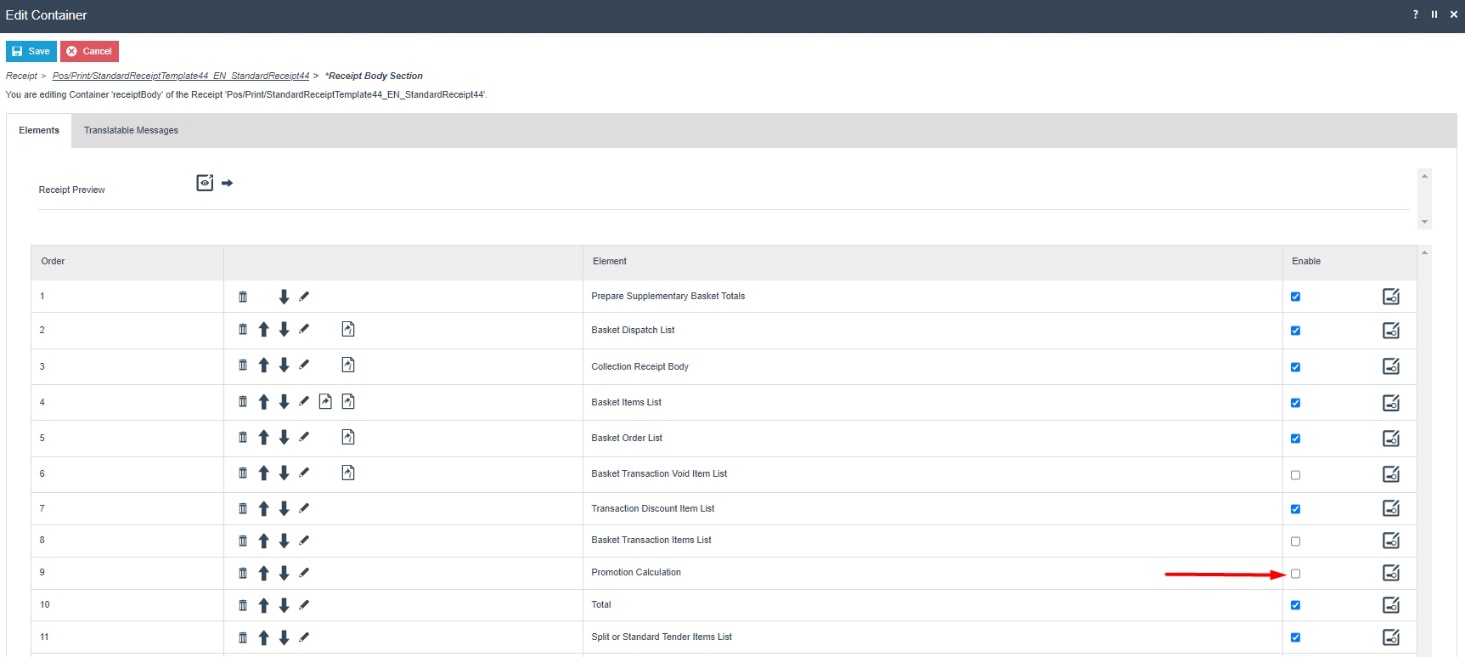 Edit Container
?
Save Cancel
Receipt > Pos/Print/StandardReceiptTemplate44_EN_StandardReceipt44 > *Receipt Body Section
You are editing Container 'receiptBody' of the Receipt 'Pos/Print/StandardReceiptTemplate44_EN_StandardReceipt44'.
Elements Translatable Messages
Receipt Preview
Order Element Enable
1 Prepare Supplementary Basket Totals
2 Basket Dispatch List
3 Collection Receipt Body
4 Basket Items List
5 Basket Order List
6 Basket Transaction Void Item List
7 Transaction Discount Item List
8 Basket Transaction Items List
9 Promotion Calculation
10 Total
11 Split or Standard Tender Items List